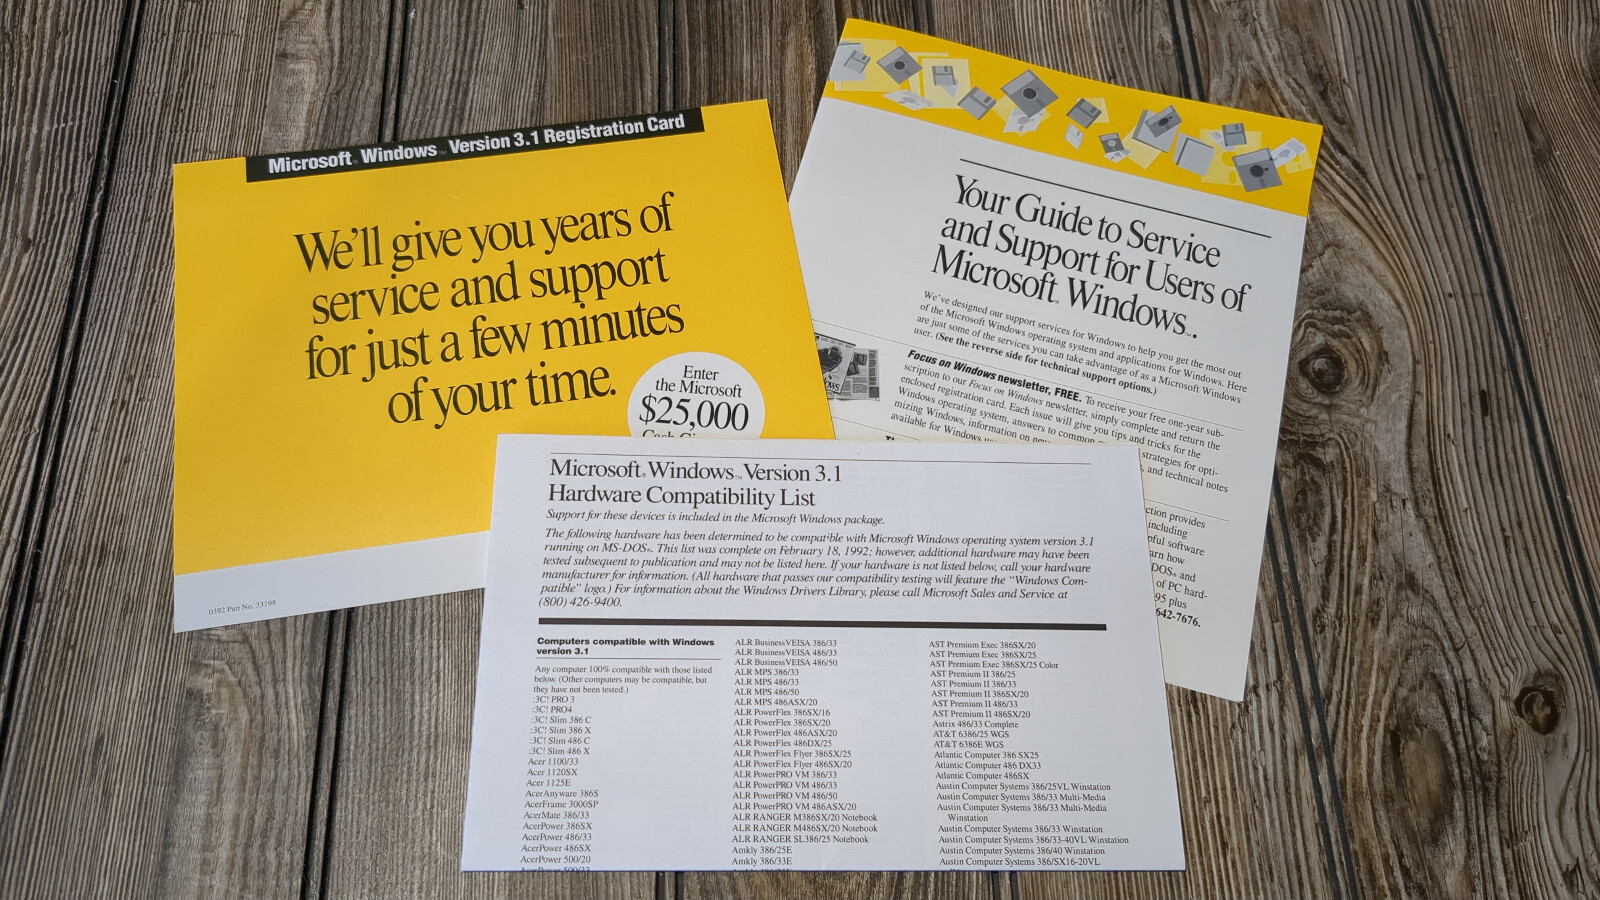 Microsoft® Windows™ Version 3.1 Registration Card
We'll give you years of
service and support
for just a few minutes
of your time.
Enter
the Microsoft
$25,000
0392 Part No. 33198
Your Guide to Service
and Support for Users of
Microsoft® Windows™.
We've designed our support services for Windows to help you get the most out
of the Microsoft Windows operating system and applications for Windows. Here
are just some of the services you can take advantage of as a Microsoft Windows
user. (See the reverse side for technical support options.)
Focus on Windows newsletter, FREE. To receive your free one-year sub-
scription to our Focus on Windows newsletter, simply complete and return the
enclosed registration card. Each issue will give you tips and tricks for the
Windows operating system, answers to common strategies for opti-
mizing Windows, information on and technical notes
available for Windows
ction provides
including
pful software
arn how
DOS® and
of PC hard-
95 plus
642-7676.
Microsoft® Windows™ Version 3.1
Hardware Compatibility List
Support for these devices is included in the Microsoft Windows package.
The following hardware has been determined to be compatible with Microsoft Windows operating system version 3.1
running on MS-DOS®. This list was complete on February 18, 1992; however, additional hardware may have been
tested subsequent to publication and may not be listed here. If your hardware is not listed below, call your hardware
manufacturer for information. (All hardware that passes our compatibility testing will feature the "Windows Com-
patible" logo.) For information about the Windows Drivers Library, please call Microsoft Sales and Service at
(800) 426-9400.
Computers compatible with Windows
version 3.1
Any computer 100% compatible with those listed
below. (Other computers may be compatible, but
they have not been tested.)
:3C! PRO 3
:3C! PRO4
:3C! Slim 386 C
:3C! Slim 386 X
:3C! Slim 486 C
:3C! Slim 486 X
Acer 1100/33
Acer 1120SX
Acer 1125E
AcerAnyware 386S
AcerFrame 3000SP
AcerMate 386/33
AcerPower 386SX
AcerPower 486/33
AcerPower 486SX
AcerPower 500/20
AcerPower 500/33
ALR BusinessVEISA 386/33
ALR BusinessVEISA 486/33
ALR BusinessVEISA 486/50
ALR MPS 386/33
ALR MPS 486/33
ALR MPS 486/50
ALR MPS 486ASX/20
ALR PowerFlex 386SX/16
ALR PowerFlex 386SX/20
ALR PowerFlex 486ASX/20
ALR PowerFlex 486DX/25
ALR PowerFlex Flyer 386SX/25
ALR PowerFlex Flyer 486SX/20
ALR PowerPRO VM 386/33
ALR PowerPRO VM 486/33
ALR PowerPRO VM 486/50
ALR PowerPRO VM 486ASX/20
ALR RANGER M386SX/20 Notebook
ALR RANGER M486SX/20 Notebook
ALR RANGER SL386/25 Notebook
Amkly 386/25E
Amkly 386/33E
AST Premium Exec 386SX/20
AST Premium Exec 386SX/25
AST Premium Exec 386SX/25 Color
AST Premium II 386/25
AST Premium II 386/33
AST Premium II 386SX/20
AST Premium II 486/33
AST Premium II 486SX/20
Astrix 486/33 Complete
AT&T 6386/25 WGS
AT&T 6386E WGS
Atlantic Computer 386 SX25
Atlantic Computer 486 DX33
Atlantic Computer 486SX
Austin Computer Systems 386/25VL Winstation
Austin Computer Systems 386/33 Multi-Media
Austin Computer Systems 386/33 Multi-Media
Winstation
Austin Computer Systems 386/33 Winstation
Austin Computer Systems 386/33-40VL Winstation
Austin Computer Systems 386/40 Winstation
Austin Computer Systems 386/SX16-20VL